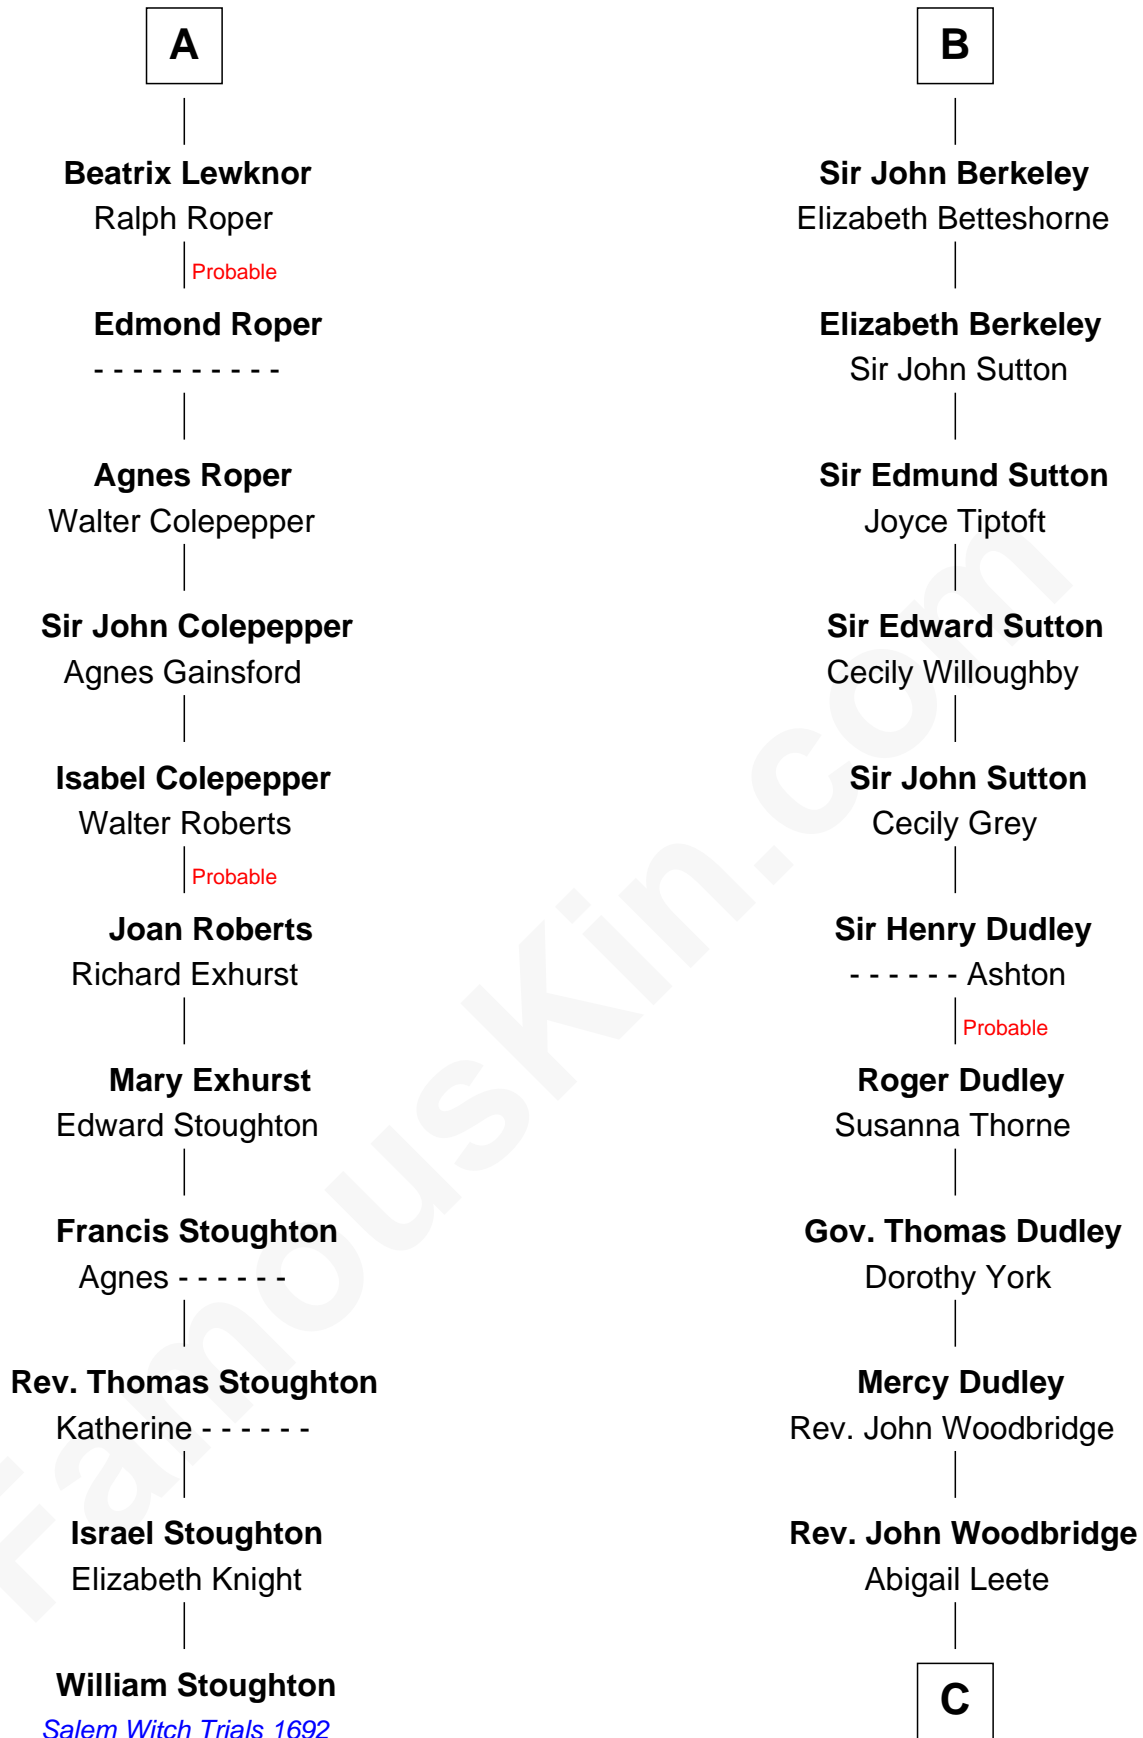 A
Beatrix Lewknor
Ralph Roper
Probable
Edmond Roper
- - - - - - - - - -
Agnes Roper
Walter Colepepper
Sir John Colepepper
Agnes Gainsford
Isabel Colepepper
Walter Roberts
Probable
Joan Roberts
Richard Exhurst
Mary Exhurst
Edward Stoughton
Francis Stoughton
Agnes - - - - - -
Rev. Thomas Stoughton
Katherine - - - - - -
Israel Stoughton
Elizabeth Knight
William Stoughton
Salem Witch Trials 1692
B
Sir John Berkeley
Elizabeth Betteshorne
Elizabeth Berkeley
Sir John Sutton
Sir Edmund Sutton
Joyce Tiptoft
Sir Edward Sutton
Cecily Willoughby
Sir John Sutton
Cecily Grey
Sir Henry Dudley
- - - - - - Ashton
Probable
Roger Dudley
Susanna Thorne
Gov. Thomas Dudley
Dorothy York
Mercy Dudley
Rev. John Woodbridge
Rev. John Woodbridge
Abigail Leete
C
FamousKin.com